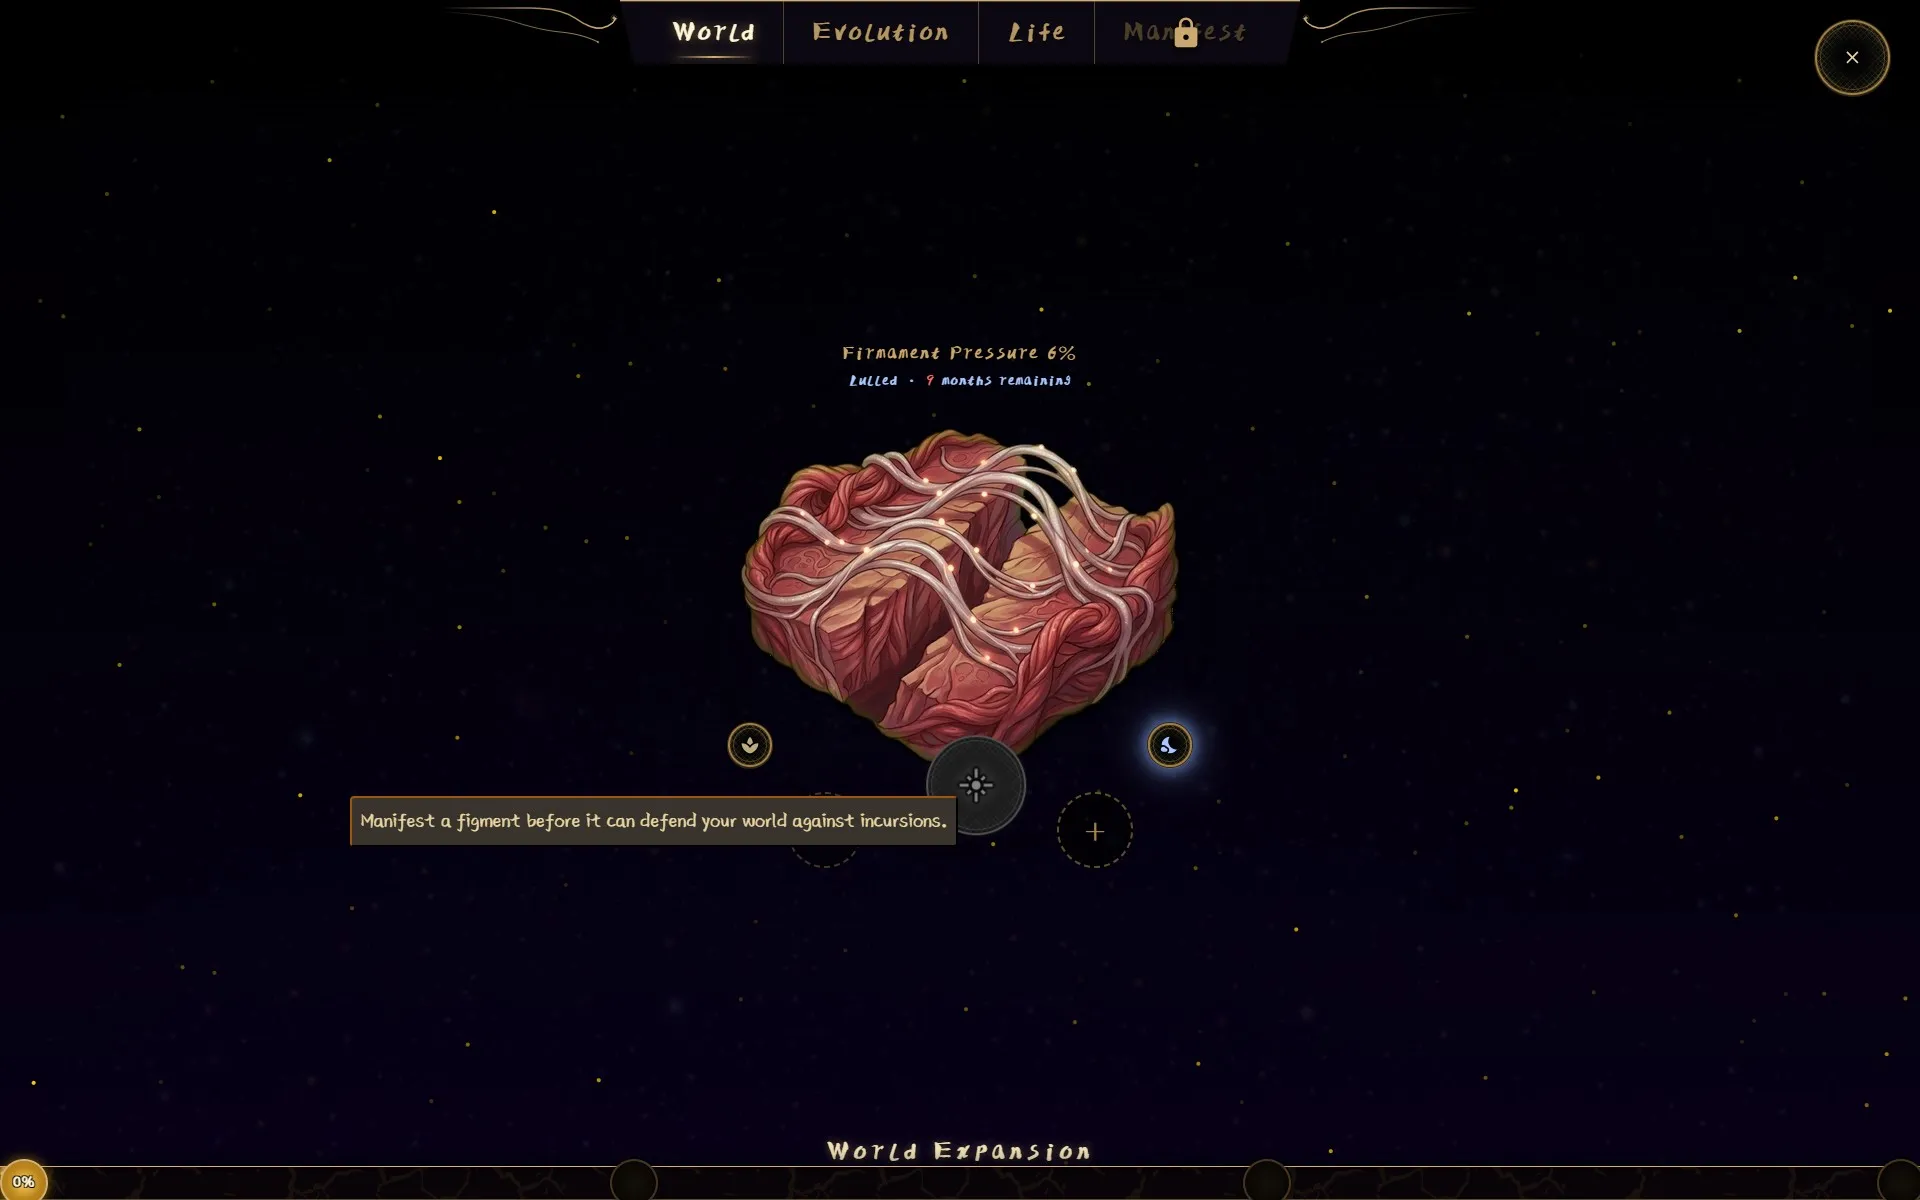 World Evolution Life Manifest
Firmament Pressure 6%
Lulled · 9 months remaining
Manifest a figment before it can defend your world against incursions.
World Expansion
0%